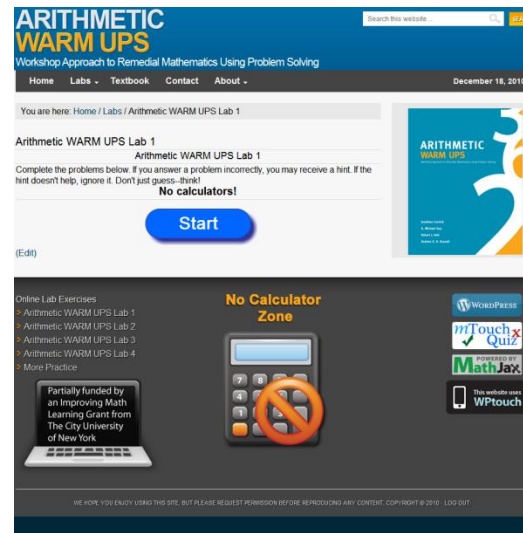 ARITHMETIC
WARM UPS
Workshop Approach to Remedial Mathematics Using Problem Solving
Search this website ...
Home Labs Textbook Contact About
December 18, 2010
You are here: Home / Labs / Arithmetic WARM UPS Lab 1
Arithmetic WARM UPS Lab 1
Arithmetic WARM UPS Lab 1
Complete the problems below. If you answer a problem incorrectly, you may receive a hint. If the
hint doesn't help, ignore it. Don't just guess--think!
No calculators!
Start
(Edit)
ARITHMETIC
WARM UPS
Online Lab Exercises
> Arithmetic WARM UPS Lab 1
> Arithmetic WARM UPS Lab 2
> Arithmetic WARM UPS Lab 3
> Arithmetic WARM UPS Lab 4
> More Practice
Partially funded by
an Improving Math
Learning Grant from
The City University
of New York
No Calculator
Zone
7 8
4
1
WORDPRESS
mTouch x
Quiz
POWERED BY
MathJax
This website uses
WPtouch
WE HOPE YOU ENJOY USING THIS SITE, BUT PLEASE REQUEST PERMISSION BEFORE REPRODUCING ANY CONTENT. COPYRIGHT © 2010 · LOG OUT